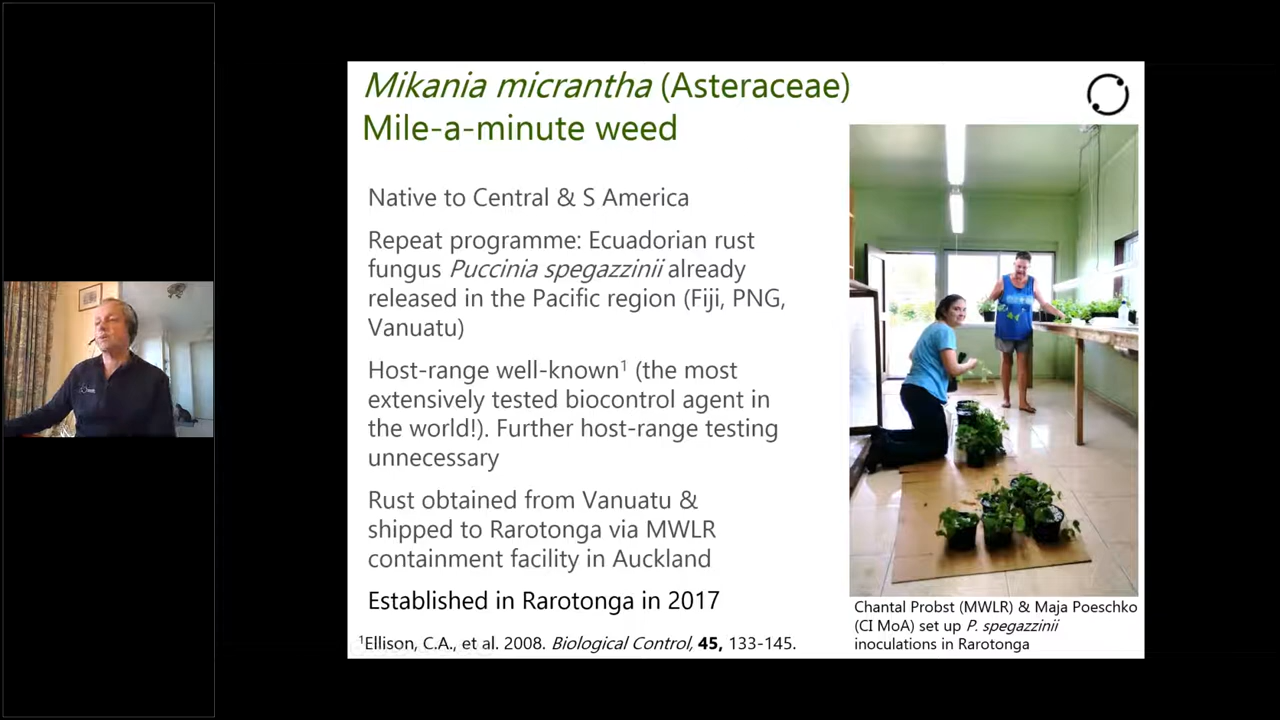 Mikania micrantha (Asteraceae)
Mile-a-minute weed
Native to Central & S America
Repeat programme: Ecuadorian rust
fungus Puccinia spegazzinii already
released in the Pacific region (Fiji, PNG,
Vanuatu)
Host-range well-known¹ (the most
extensively tested biocontrol agent in
the world!). Further host-range testing
unnecessary
Rust obtained from Vanuatu &
shipped to Rarotonga via MWLR
containment facility in Auckland
Established in Rarotonga in 2017
¹Ellison, C.A., et al. 2008. Biological Control, 45, 133-145.
Chantal Probst (MWLR) & Maja Poeschko
(CI MoA) set up P. spegazzinii
inoculations in Rarotonga